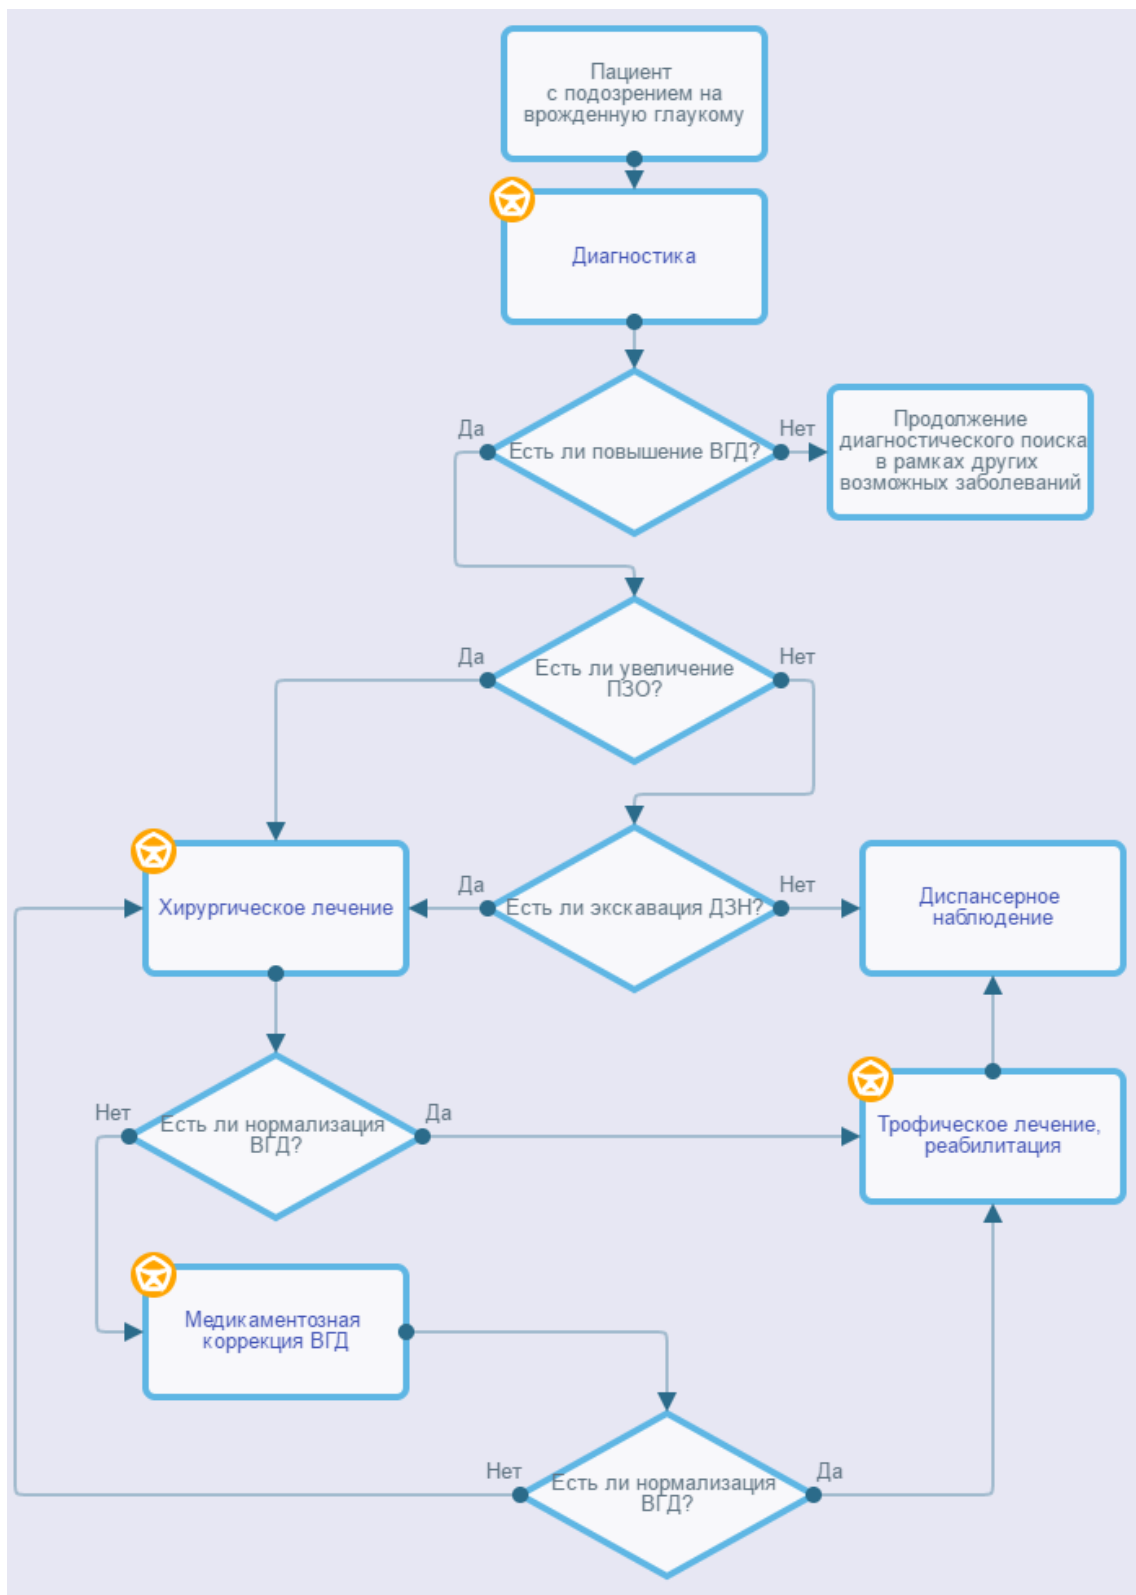 Пациент
с подозрением на
врожденную глаукому
Диагностика
Да
Есть ли повышение ВГД?
Нет
Продолжение
диагностического поиска
в рамках других
возможных заболеваний
Да
Есть ли увеличение
ПЗО?
Нет
Хирургическое лечение
Да
Есть ли экскавация ДЗН?
Нет
Диспансерное
наблюдение
Нет
Есть ли нормализация
ВГД?
Да
Трофическое лечение,
реабилитация
Медикаментозная
коррекция ВГД
Нет
Есть ли нормализация
ВГД?
Да